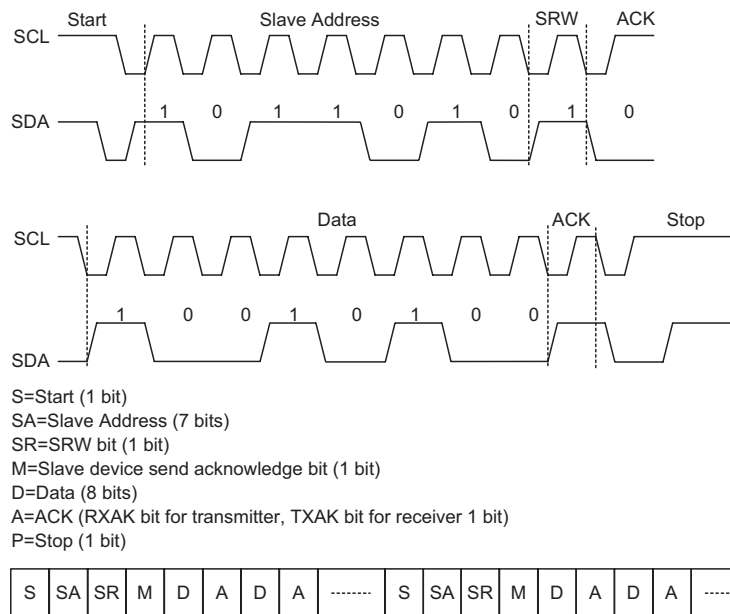 Start Slave Address SRW ACK
SCL
1 0 1 1 0 1 0 1 0
SDA
Data ACK Stop
SCL
1 0 0 1 0 1 0 0
SDA
S=Start (1 bit)
SA=Slave Address (7 bits)
SR=SRW bit (1 bit)
M=Slave device send acknowledge bit (1 bit)
D=Data (8 bits)
A=ACK (RXAK bit for transmitter, TXAK bit for receiver 1 bit)
P=Stop (1 bit)
S SA SR M D A D A ........ S SA SR M D A D A .....